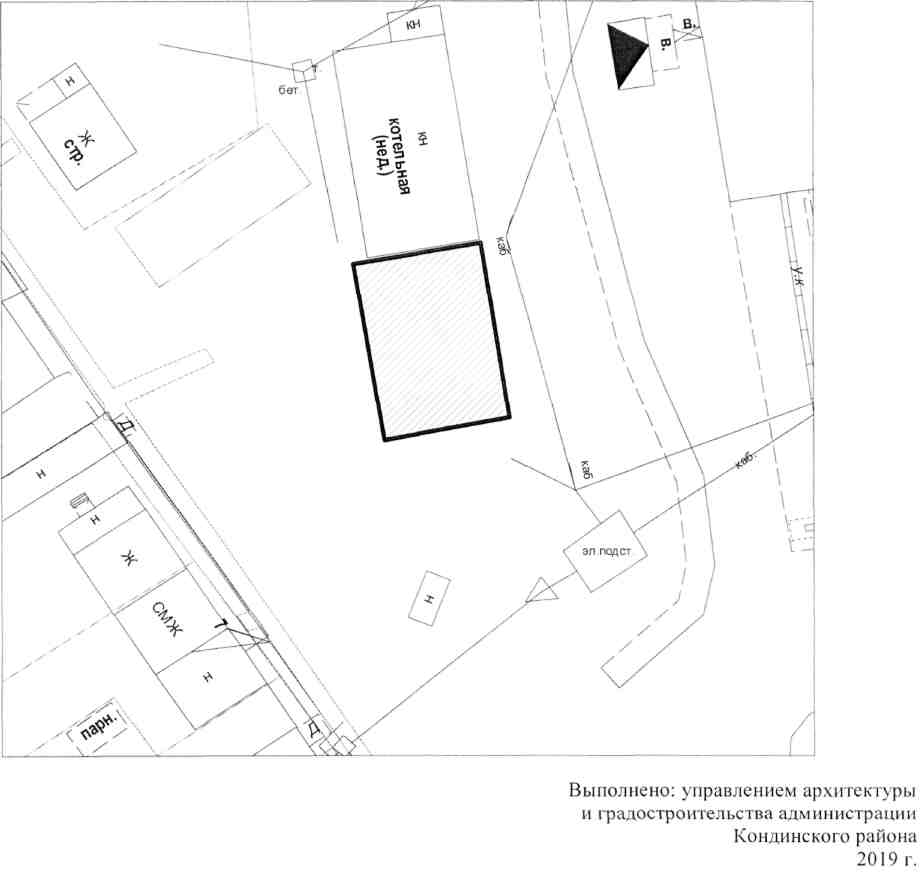 кн
В.
В.
н
т.
бет.
Ж
стр.
кн
котельная
(нед.)
каб
у.к
Д.
н
каб
каб.
н
Ж
эл.подст.
н
СМЖ
7
н
парн.
Д
Выполнено: управлением архитектуры
и градостроительства администрации
Кондинского района
2019 г.